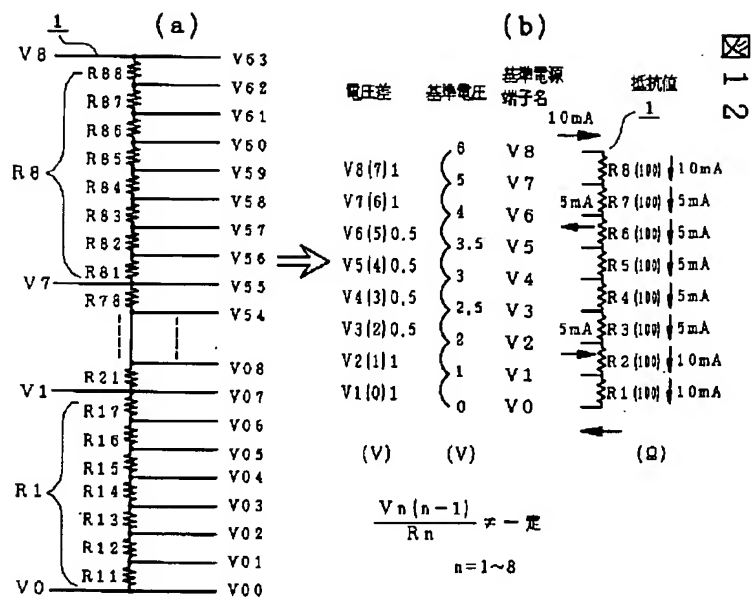 図12
(a)
1
V8
V63
R88
V62
R87
V61
R86
V60
R85
R8
V59
R84
V58
R83
V57
R82
V56
R81
V7
V55
R78
V54
V08
R21
V1
V07
R17
V06
R16
V05
R15
V04
R1
R14
V03
R13
V02
R12
V01
R11
V0
V00
(b)
電圧差 基準電圧 基準電源端子名 抵抗値
10mA
1
6 V8
V8(7)1 R8(100) 10mA
5 V7
V7(6)1 R7(100) 5mA
4 5mA V6
V6(5)0.5 R6(100) 5mA
3.5 V5
V5(4)0.5 R5(100) 5mA
3 V4
V4(3)0.5 R4(100) 5mA
2.5 V3
V3(2)0.5 5mA R3(100) 5mA
2 V2
V2(1)1 R2(100) 10mA
1 V1
V1(0)1 R1(100) 10mA
0 V0
(V) (V) (Ω)
Vn(n-1)
Rn
≠ 一定
n=1~8